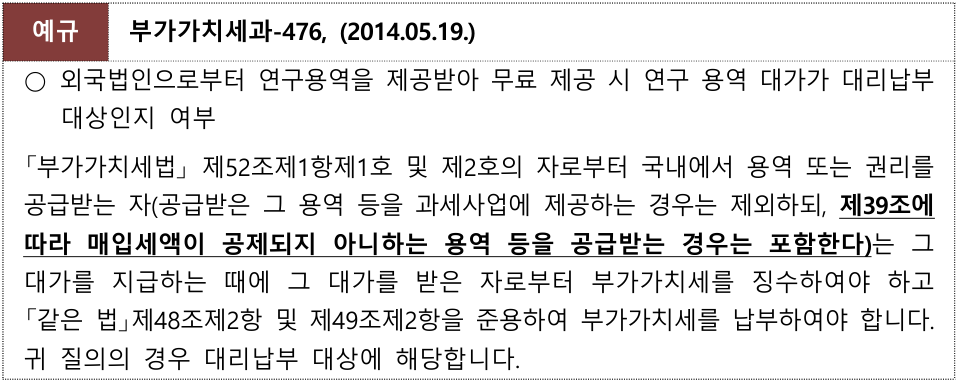 예규 부가가치세과-476, (2014.05.19.)
○ 외국법인으로부터 연구용역을 제공받아 무료 제공 시 연구 용역 대가가 대리납부
대상인지 여부
「부가가치세법」 제52조제1항제1호 및 제2호의 자로부터 국내에서 용역 또는 권리를
공급받는 자(공급받은 그 용역 등을 과세사업에 제공하는 경우는 제외하되, 제39조에
따라 매입세액이 공제되지 아니하는 용역 등을 공급받는 경우는 포함한다)는 그
대가를 지급하는 때에 그 대가를 받은 자로부터 부가가치세를 징수하여야 하고
「같은 법」제48조제2항 및 제49조제2항을 준용하여 부가가치세를 납부하여야 합니다.
귀 질의의 경우 대리납부 대상에 해당합니다.